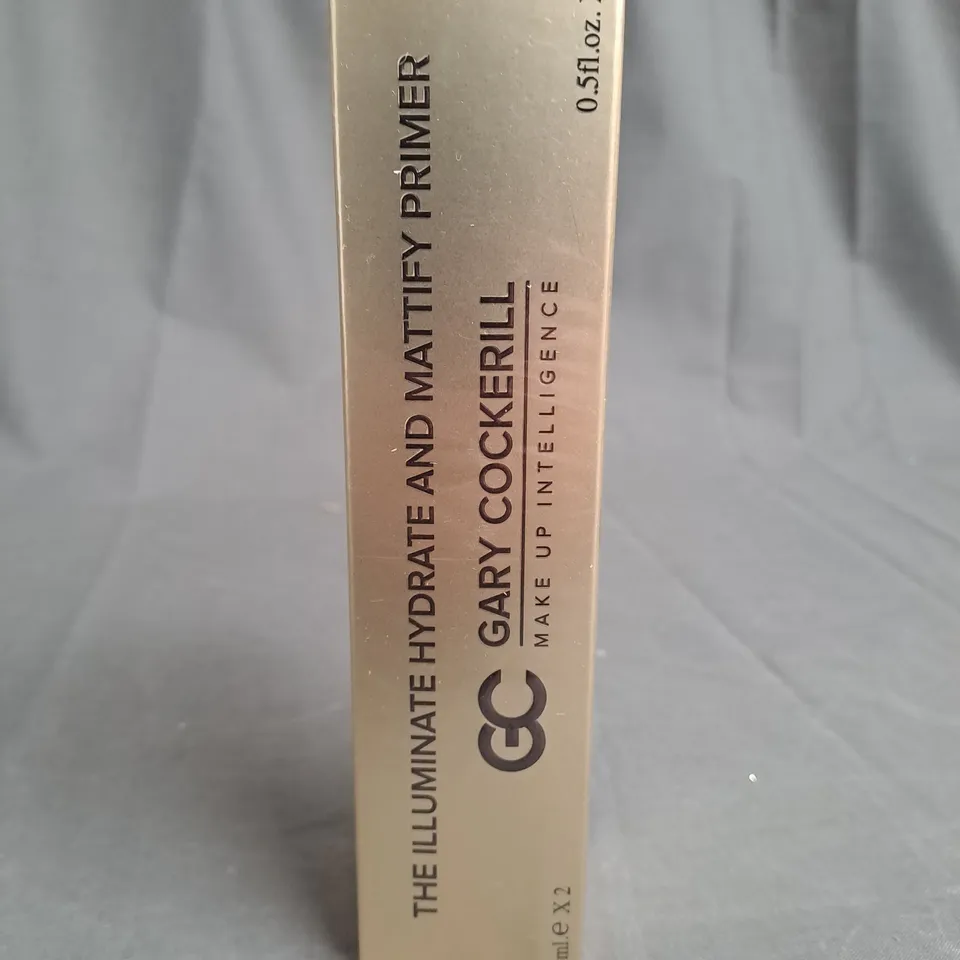 THE ILLUMINATE HYDRATE AND MATTIFY PRIMER
GC
GARY COCKERILL
MAKE UP INTELLIGENCE
ml.e X 2
0.5fl.oz.